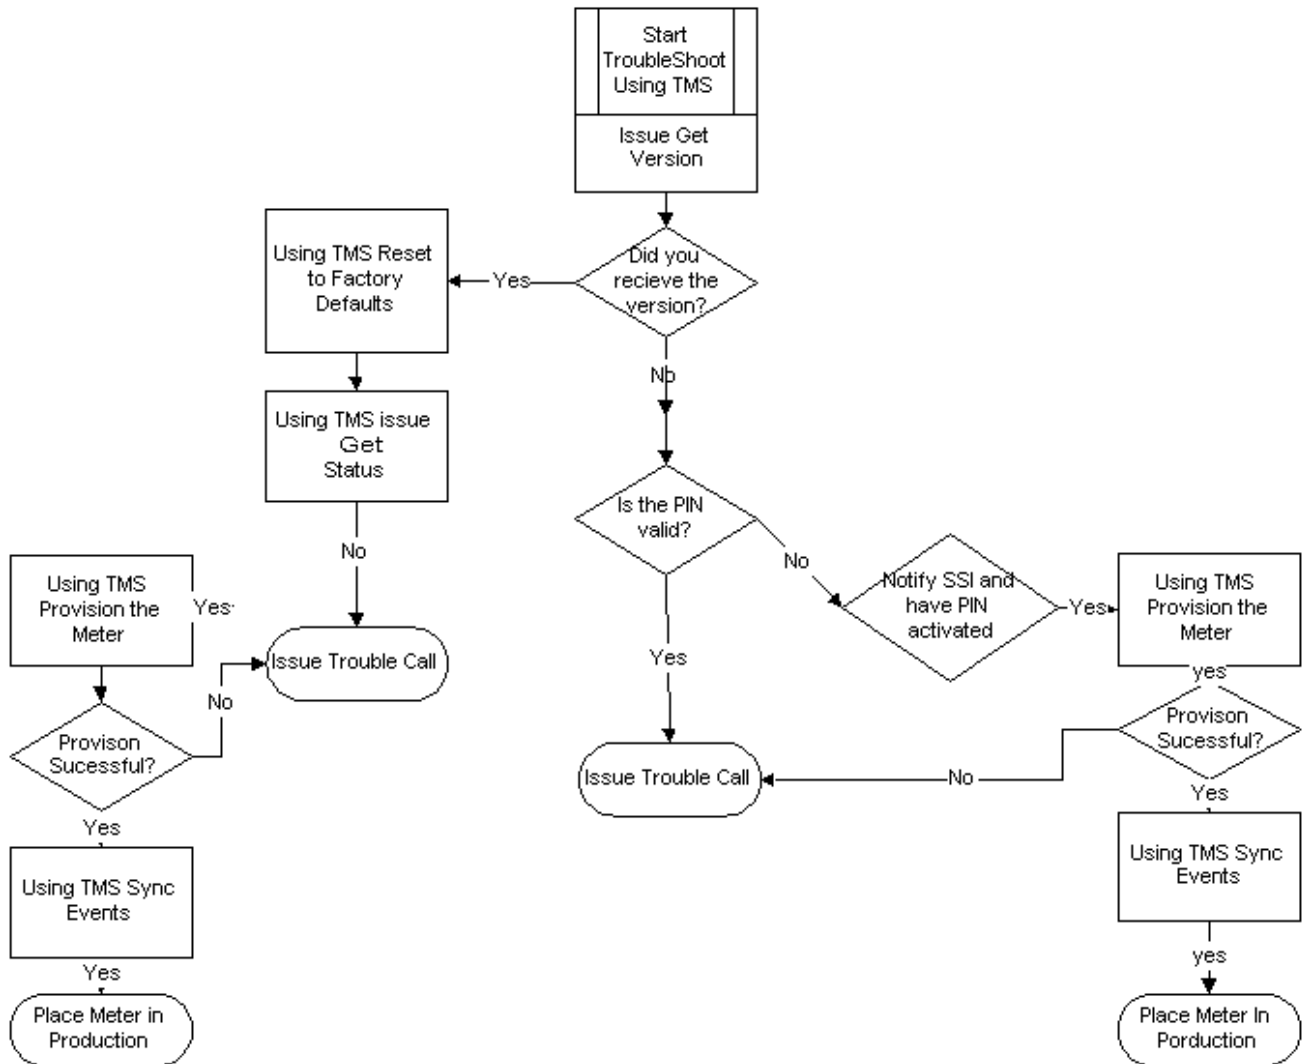 Start
TroubleShoot
Using TMS
Issue Get
Version
Using TMS Reset
to Factory
Defaults
Yes
Did you
recieve the
version?
No
Using TMS issue
Get
Status
Is the PIN
valid?
No
No
Notify SSI and
have PIN
activated
Yes
Using TMS
Provision the
Meter
Using TMS
Provision the
Meter
Yes
Issue Trouble Call
Yes
yes
No
Provison
Sucessful?
Provison
Sucessful?
Issue Trouble Call
No
Yes
Yes
Using TMS Sync
Events
Using TMS Sync
Events
Yes
yes
Place Meter in
Production
Place Meter In
Porduction